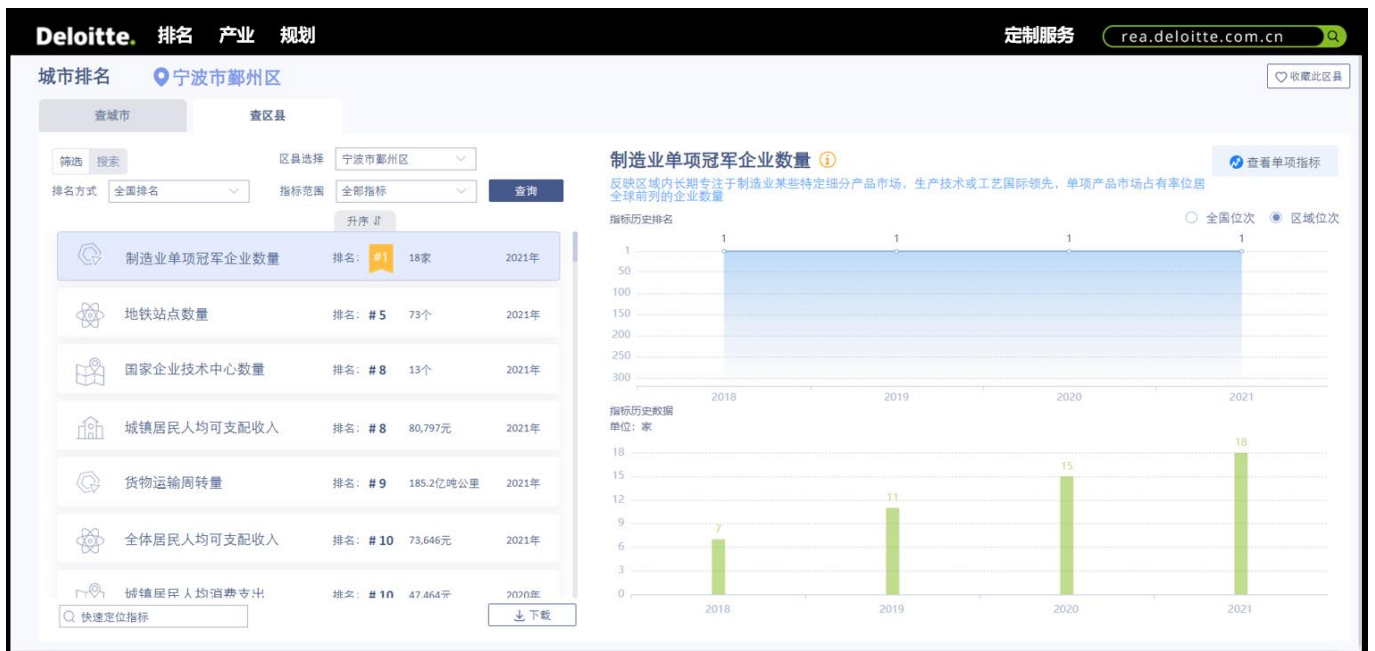 Deloitte. 排名 产业 规划 定制服务 rea.deloitte.com.cn
城市排名 宁波市鄞州区 收藏此区县
查城市 查区县
筛选 搜索 区县选择 宁波市鄞州区
排名方式 全国排名 指标范围 全部指标 查询
升序
制造业单项冠军企业数量 排名: #1 18家 2021年
地铁站点数量 排名: #5 73个 2021年
国家企业技术中心数量 排名: #8 13个 2021年
城镇居民人均可支配收入 排名: #8 80,797元 2021年
货物运输周转量 排名: #9 185.2亿吨公里 2021年
全体居民人均可支配收入 排名: #10 73,646元 2021年
城镇居民人均消费支出 排名: #10 47,464元 2020年
快速定位指标 下载
制造业单项冠军企业数量 查看单项指标
反映区域内长期专注于制造业某些特定细分产品市场，生产技术或工艺国际领先，单项产品市场占有率位居
全球前列的企业数量
指标历史排名 全国位次 区域位次
1 1 1 1
1
50
100
150
200
250
300
2018 2019 2020 2021
指标历史数据
单位: 家
18 18
15 15
12 11
9
7
6
3
0
2018 2019 2020 2021